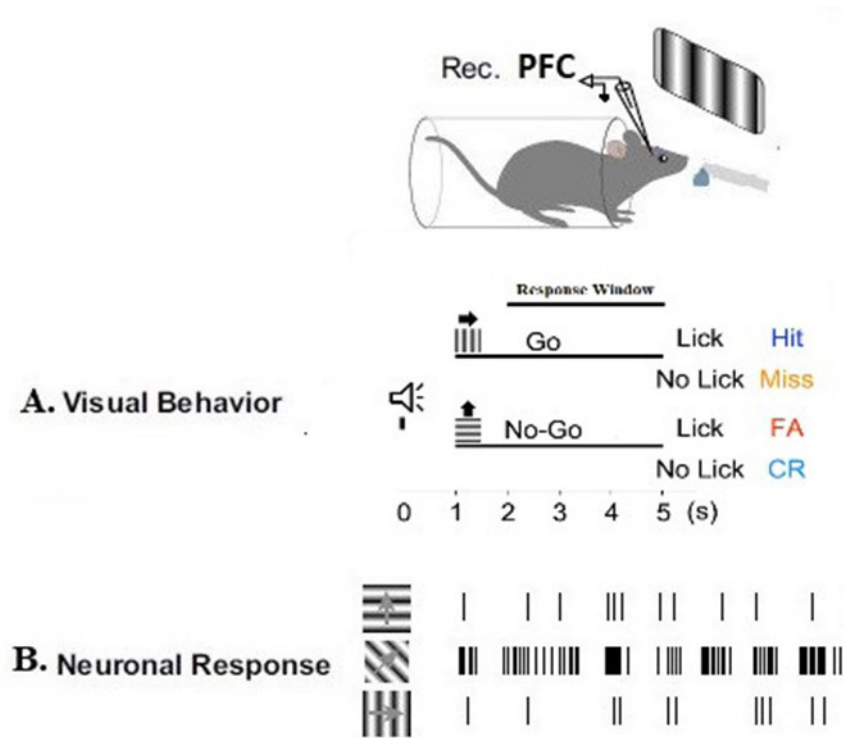 Rec. PFC
Response Window
Go Lick Hit
No Lick Miss
A. Visual Behavior
No-Go Lick FA
No Lick CR
0 1 2 3 4 5 (s)
B. Neuronal Response